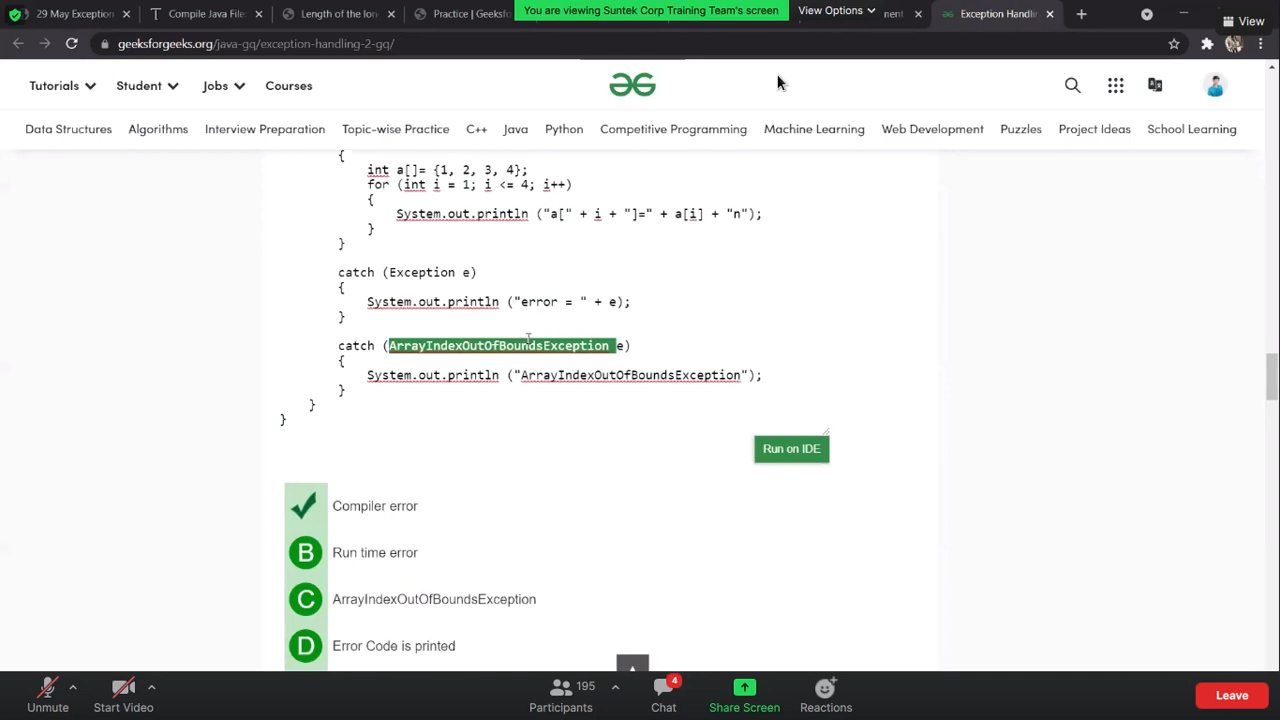 29 May Exception
Compile Java File
Length of the lon
Practice | Geeksf
You are viewing Suntek Corp Training Team's screen
View Options
nent
Exception Handlin
View
geeksforgeeks.org/java-gq/exception-handling-2-gq/
Tutorials
Student
Jobs
Courses
Data Structures
Algorithms
Interview Preparation
Topic-wise Practice
C++
Java
Python
Competitive Programming
Machine Learning
Web Development
Puzzles
Project Ideas
School Learning
{
int a[]= {1, 2, 3, 4};
for (int i = 1; i <= 4; i++)
{
System.out.println ("a[" + i + "]=" + a[i] + "n");
}
}
catch (Exception e)
{
System.out.println ("error = " + e);
}
catch (ArrayIndexOutOfBoundsException e)
{
System.out.println ("ArrayIndexOutOfBoundsException");
}
}
}
Run on IDE
Compiler error
B Run time error
C ArrayIndexOutOfBoundsException
D Error Code is printed
195
4
Unmute
Start Video
Participants
Chat
Share Screen
Reactions
Leave